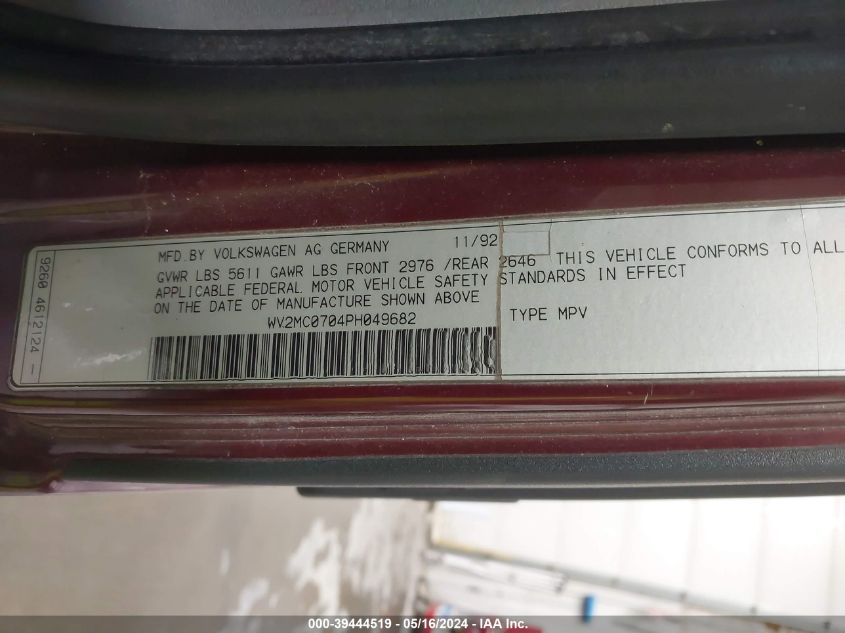 MFD.BY VOLKSWAGEN AG GERMANY 11/92
GVWR LBS 5611 GAWR LBS FRONT 2976 /REAR 2646 THIS VEHICLE CONFORMS TO ALL
APPLICABLE FEDERAL MOTOR VEHICLE SAFETY STANDARDS IN EFFECT
ON THE DATE OF MANUFACTURE SHOWN ABOVE
TYPE MPV
WV2MC0704PH049682
9260 4612124 –
000-39444519 - 05/16/2024 - IAA Inc.